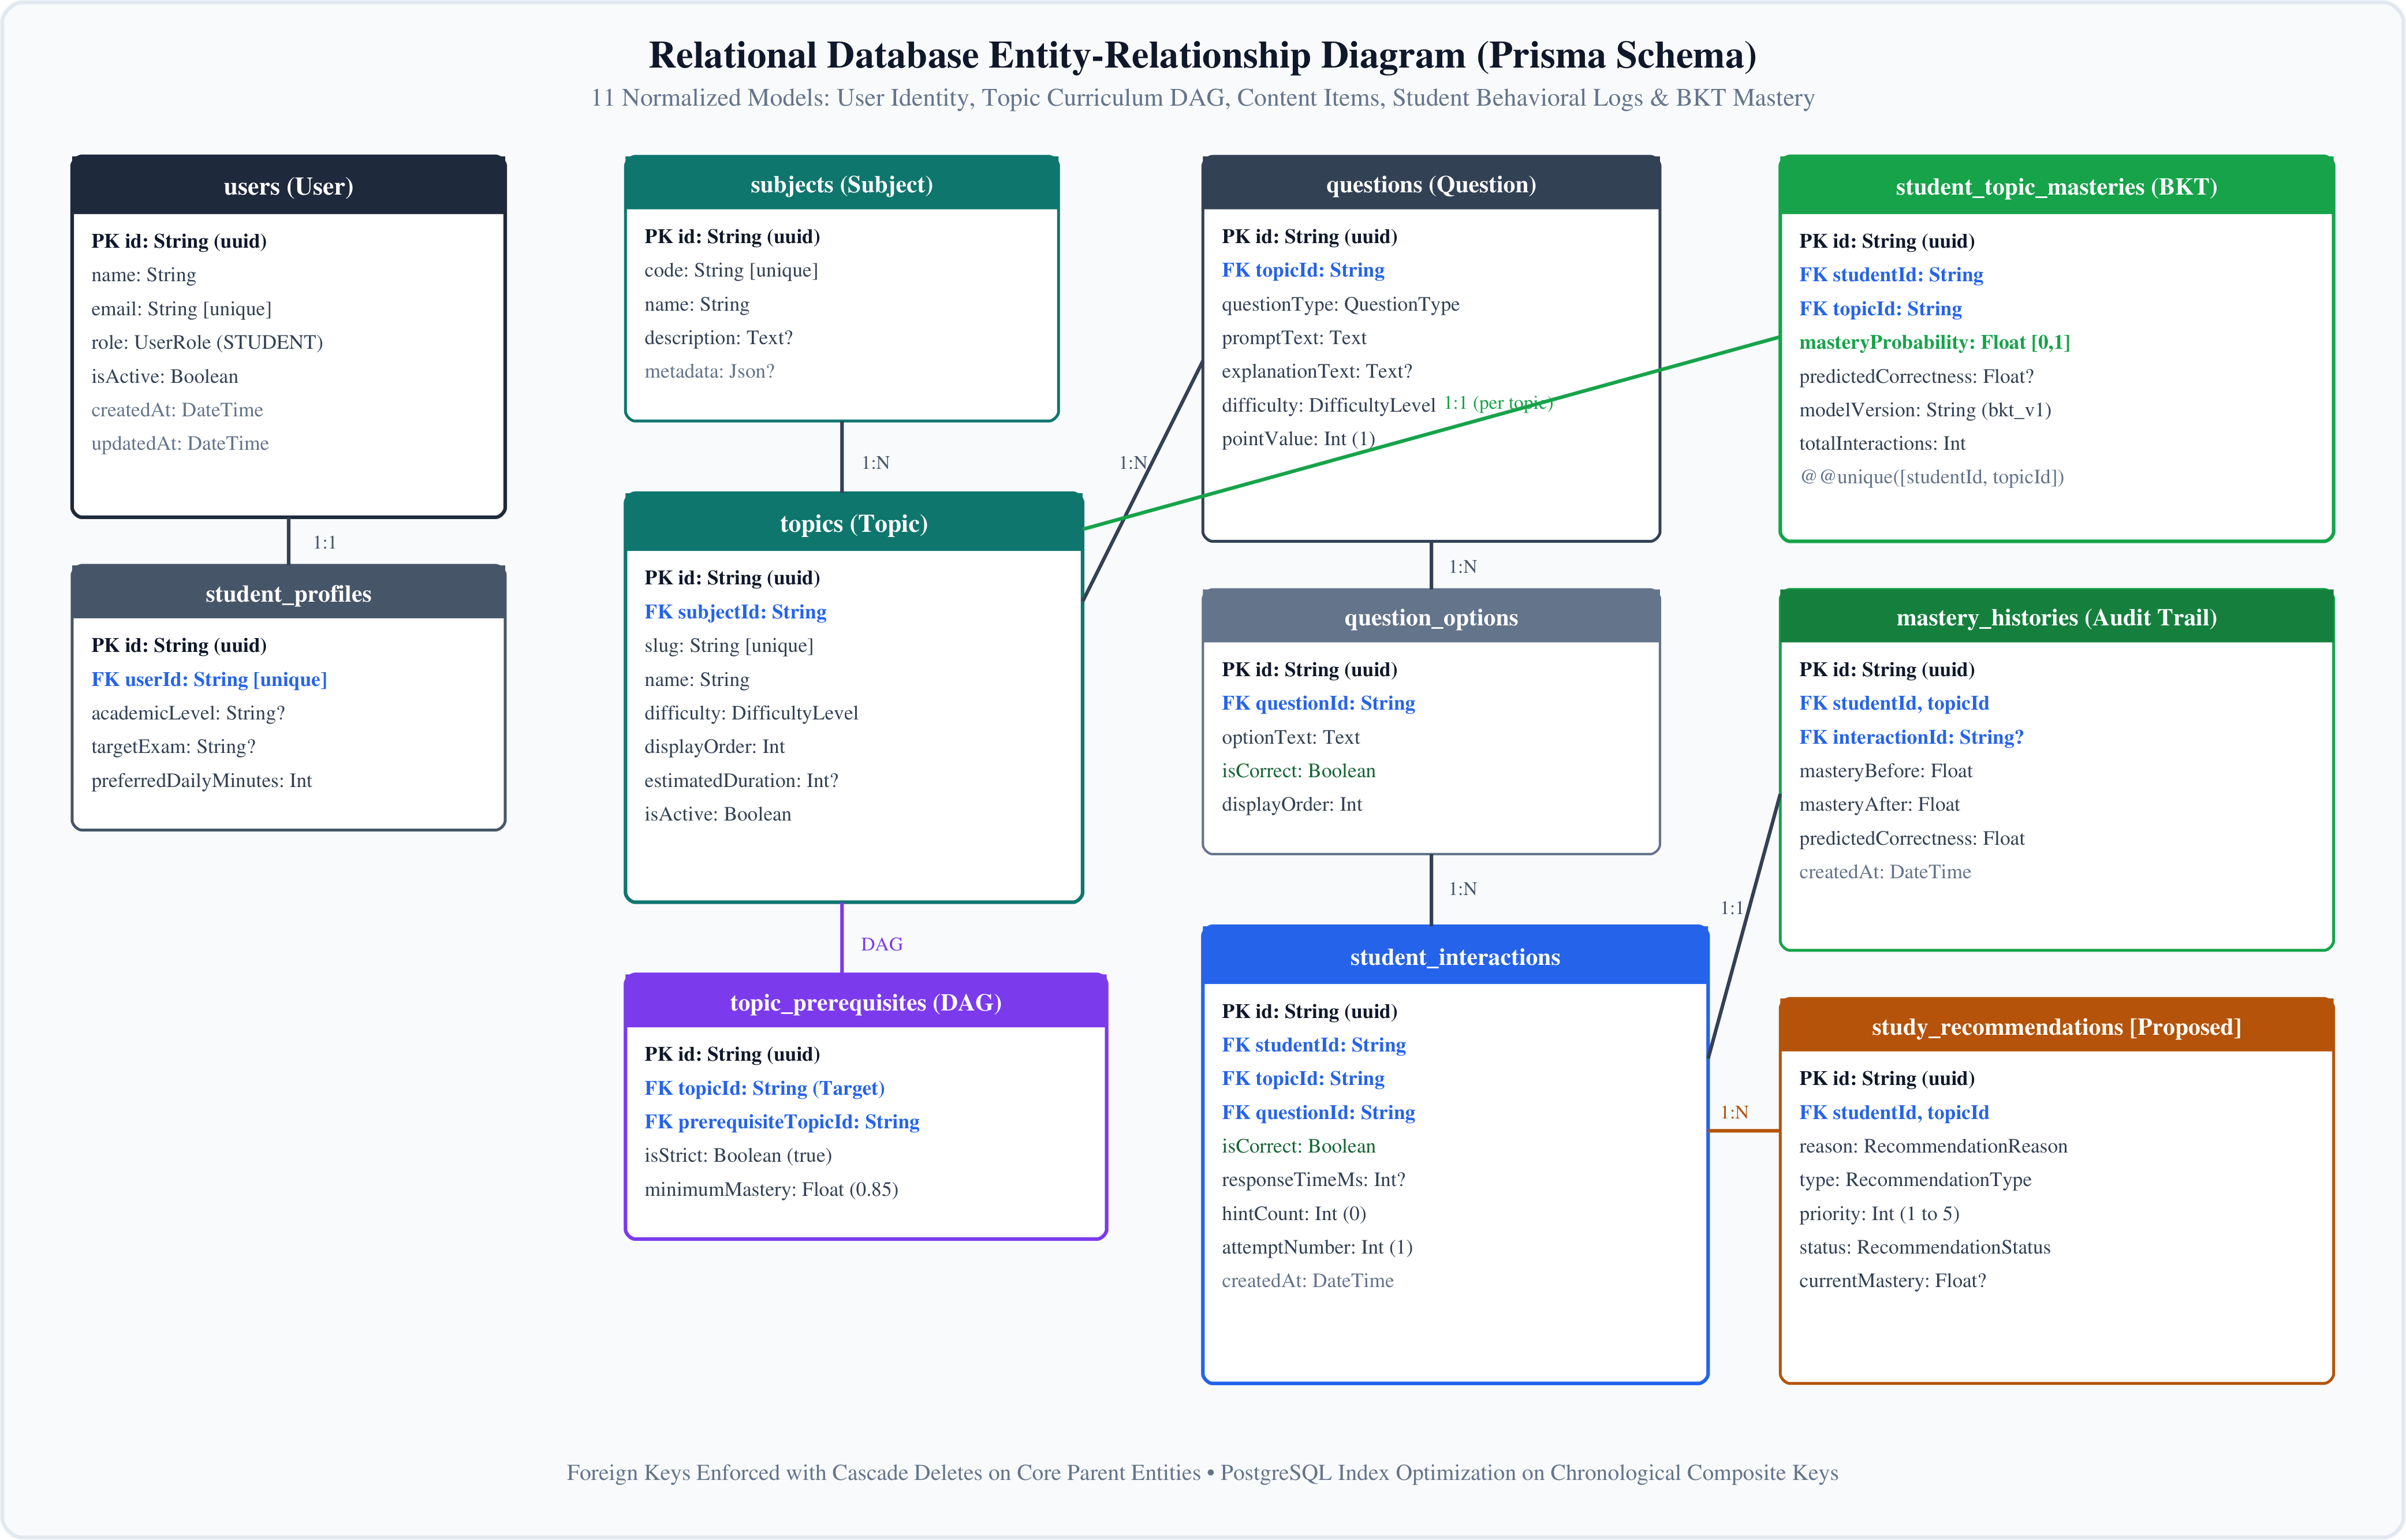 Relational Database Entity-Relationship Diagram (Prisma Schema)
11 Normalized Models: User Identity, Topic Curriculum DAG, Content Items, Student Behavioral Logs & BKT Mastery
users (User)
PK id: String (uuid)
name: String
email: String [unique]
role: UserRole (STUDENT)
isActive: Boolean
createdAt: DateTime
updatedAt: DateTime
1:1
student_profiles
PK id: String (uuid)
FK userId: String [unique]
academicLevel: String?
targetExam: String?
preferredDailyMinutes: Int
subjects (Subject)
PK id: String (uuid)
code: String [unique]
name: String
description: Text?
metadata: Json?
1:N
topics (Topic)
PK id: String (uuid)
FK subjectId: String
slug: String [unique]
name: String
difficulty: DifficultyLevel
displayOrder: Int
estimatedDuration: Int?
isActive: Boolean
DAG
topic_prerequisites (DAG)
PK id: String (uuid)
FK topicId: String (Target)
FK prerequisiteTopicId: String
isStrict: Boolean (true)
minimumMastery: Float (0.85)
1:N
questions (Question)
PK id: String (uuid)
FK topicId: String
questionType: QuestionType
promptText: Text
explanationText: Text?
difficulty: DifficultyLevel
1:1 (per topic)
pointValue: Int (1)
1:N
question_options
PK id: String (uuid)
FK questionId: String
optionText: Text
isCorrect: Boolean
displayOrder: Int
1:N
student_interactions
PK id: String (uuid)
FK studentId: String
FK topicId: String
FK questionId: String
isCorrect: Boolean
responseTimeMs: Int?
hintCount: Int (0)
attemptNumber: Int (1)
createdAt: DateTime
1:1
1:N
student_topic_masteries (BKT)
PK id: String (uuid)
FK studentId: String
FK topicId: String
masteryProbability: Float [0,1]
predictedCorrectness: Float?
modelVersion: String (bkt_v1)
totalInteractions: Int
@@unique([studentId, topicId])
mastery_histories (Audit Trail)
PK id: String (uuid)
FK studentId, topicId
FK interactionId: String?
masteryBefore: Float
masteryAfter: Float
predictedCorrectness: Float
createdAt: DateTime
study_recommendations [Proposed]
PK id: String (uuid)
FK studentId, topicId
reason: RecommendationReason
type: RecommendationType
priority: Int (1 to 5)
status: RecommendationStatus
currentMastery: Float?
Foreign Keys Enforced with Cascade Deletes on Core Parent Entities • PostgreSQL Index Optimization on Chronological Composite Keys